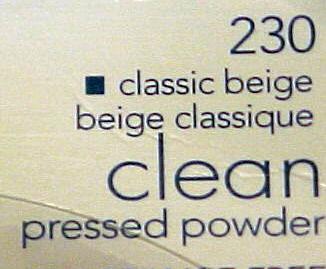 230
classic beige
beige classique
clean
pressed powder